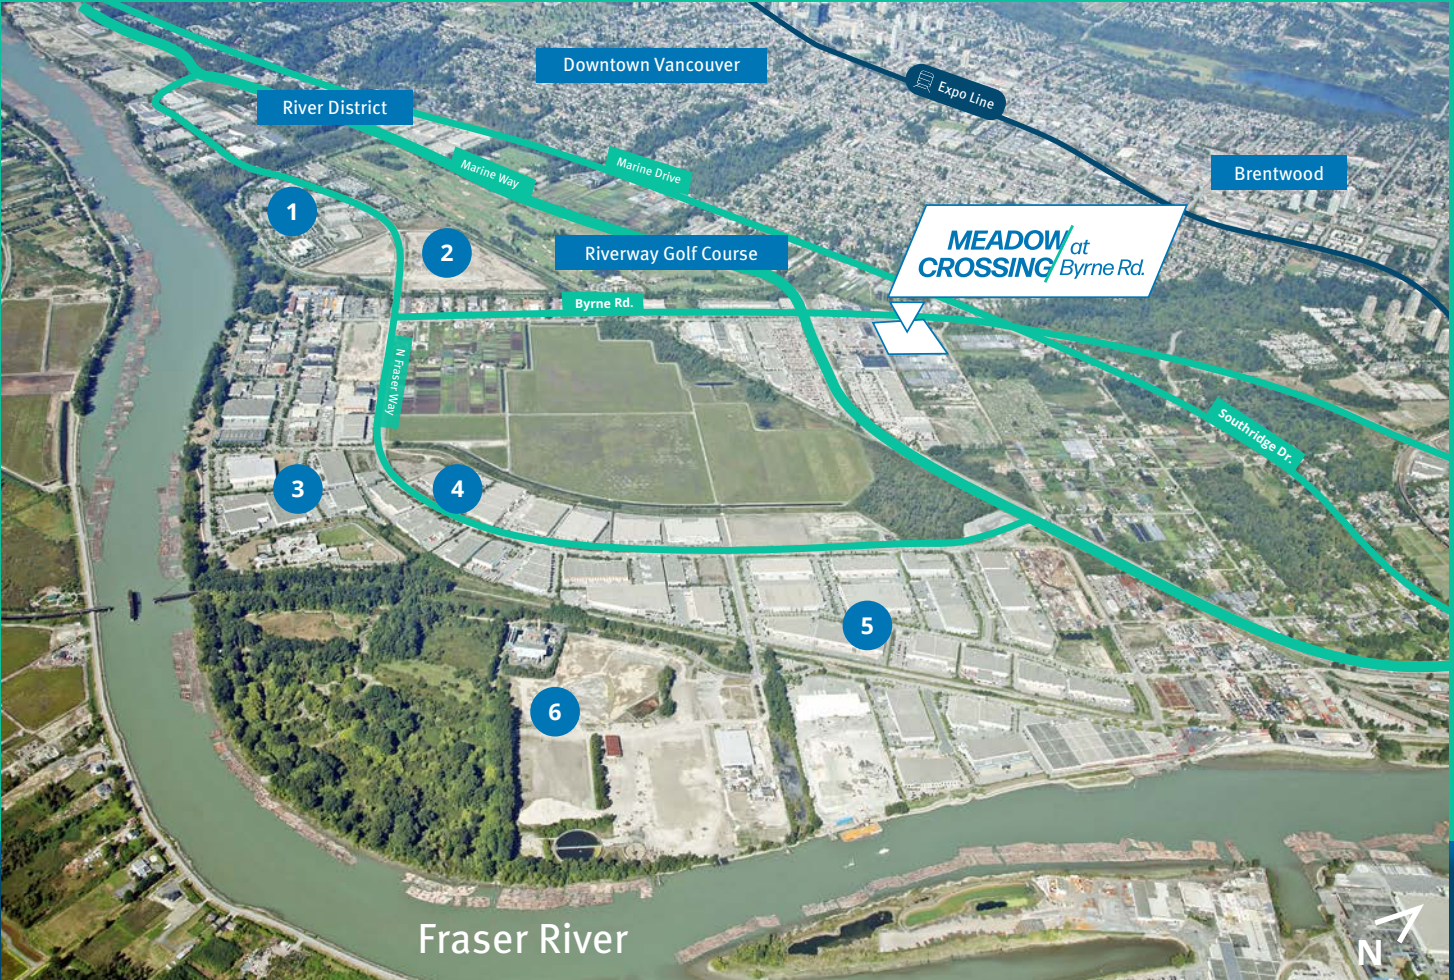 Downtown Vancouver
Expo Line
River District
Marine Way
Marine Drive
Brentwood
1
2
Riverway Golf Course
MEADOW
CROSSING/
at
Byrne Rd.
Byrne Rd.
N Fraser Way
Southridge Dr.
3
4
5
6
Fraser River
N